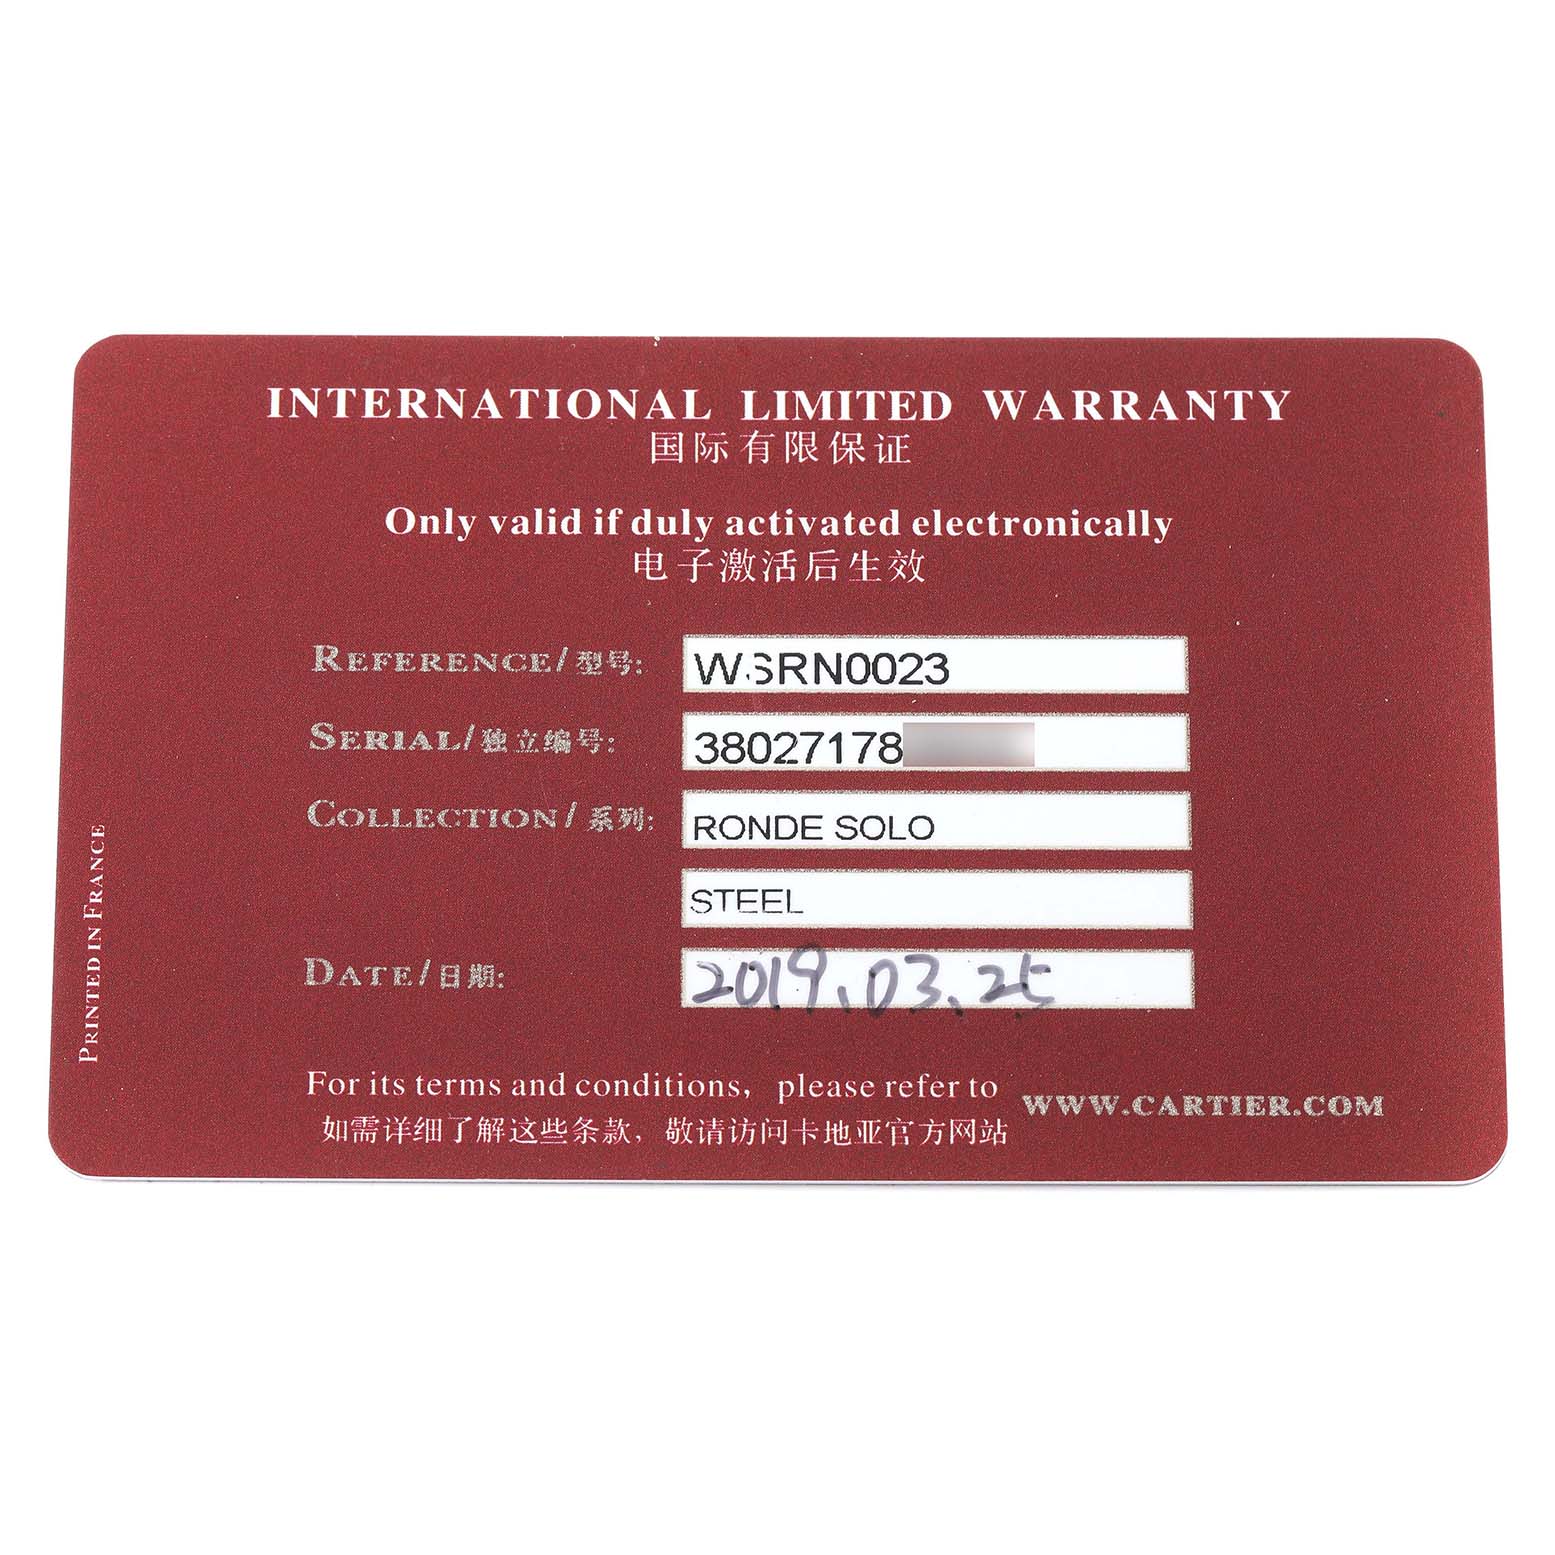 INTERNATIONAL LIMITED WARRANTY
国际有限保证
Only valid if duly activated electronically
电子激活后生效
REFERENCE/型号: WSRN0023
SERIAL/独立编号: 38027178
COLLECTION/系列: RONDE SOLO
STEEL
DATE/日期: 2019.03.25
For its terms and conditions, please refer to WWW.CARTIER.COM
如需详细了解这些条款, 敬请访问卡地亚官方网站
PRINTED IN FRANCE